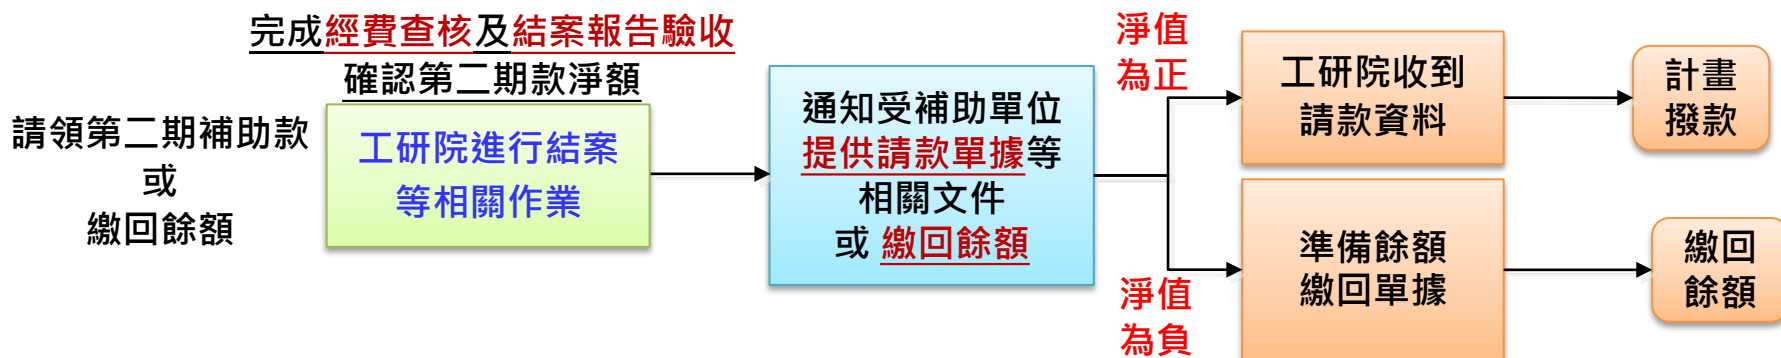 請領第二期補助款
或
繳回餘額
完成經費查核及結案報告驗收
確認第二期款淨額
工研院進行結案
等相關作業
通知受補助單位
提供請款單據等
相關文件
或 繳回餘額
淨值
為正
工研院收到
請款資料
計畫
撥款
淨值
為負
準備餘額
繳回單據
繳回
餘額